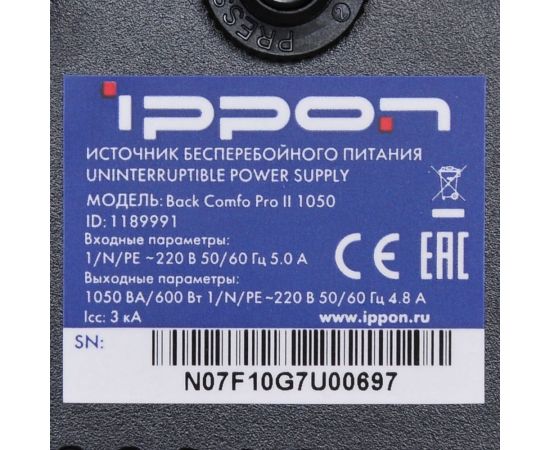 PRESS
ippon
ИСТОЧНИК БЕСПЕРЕБОЙНОГО ПИТАНИЯ
UNINTERRUPTIBLE POWER SUPPLY
МОДЕЛЬ: Back Comfo Pro II 1050
ID: 1189991
Входные параметры:
1/N/PE ~220 В 50/60 Гц 5.0 А
Выходные параметры:
1050 ВА/600 Вт 1/N/PE ~220 В 50/60 Гц 4.8 А
Icc: 3 кА
CE EAC
www.ippon.ru
SN:
N07F10G7U00697